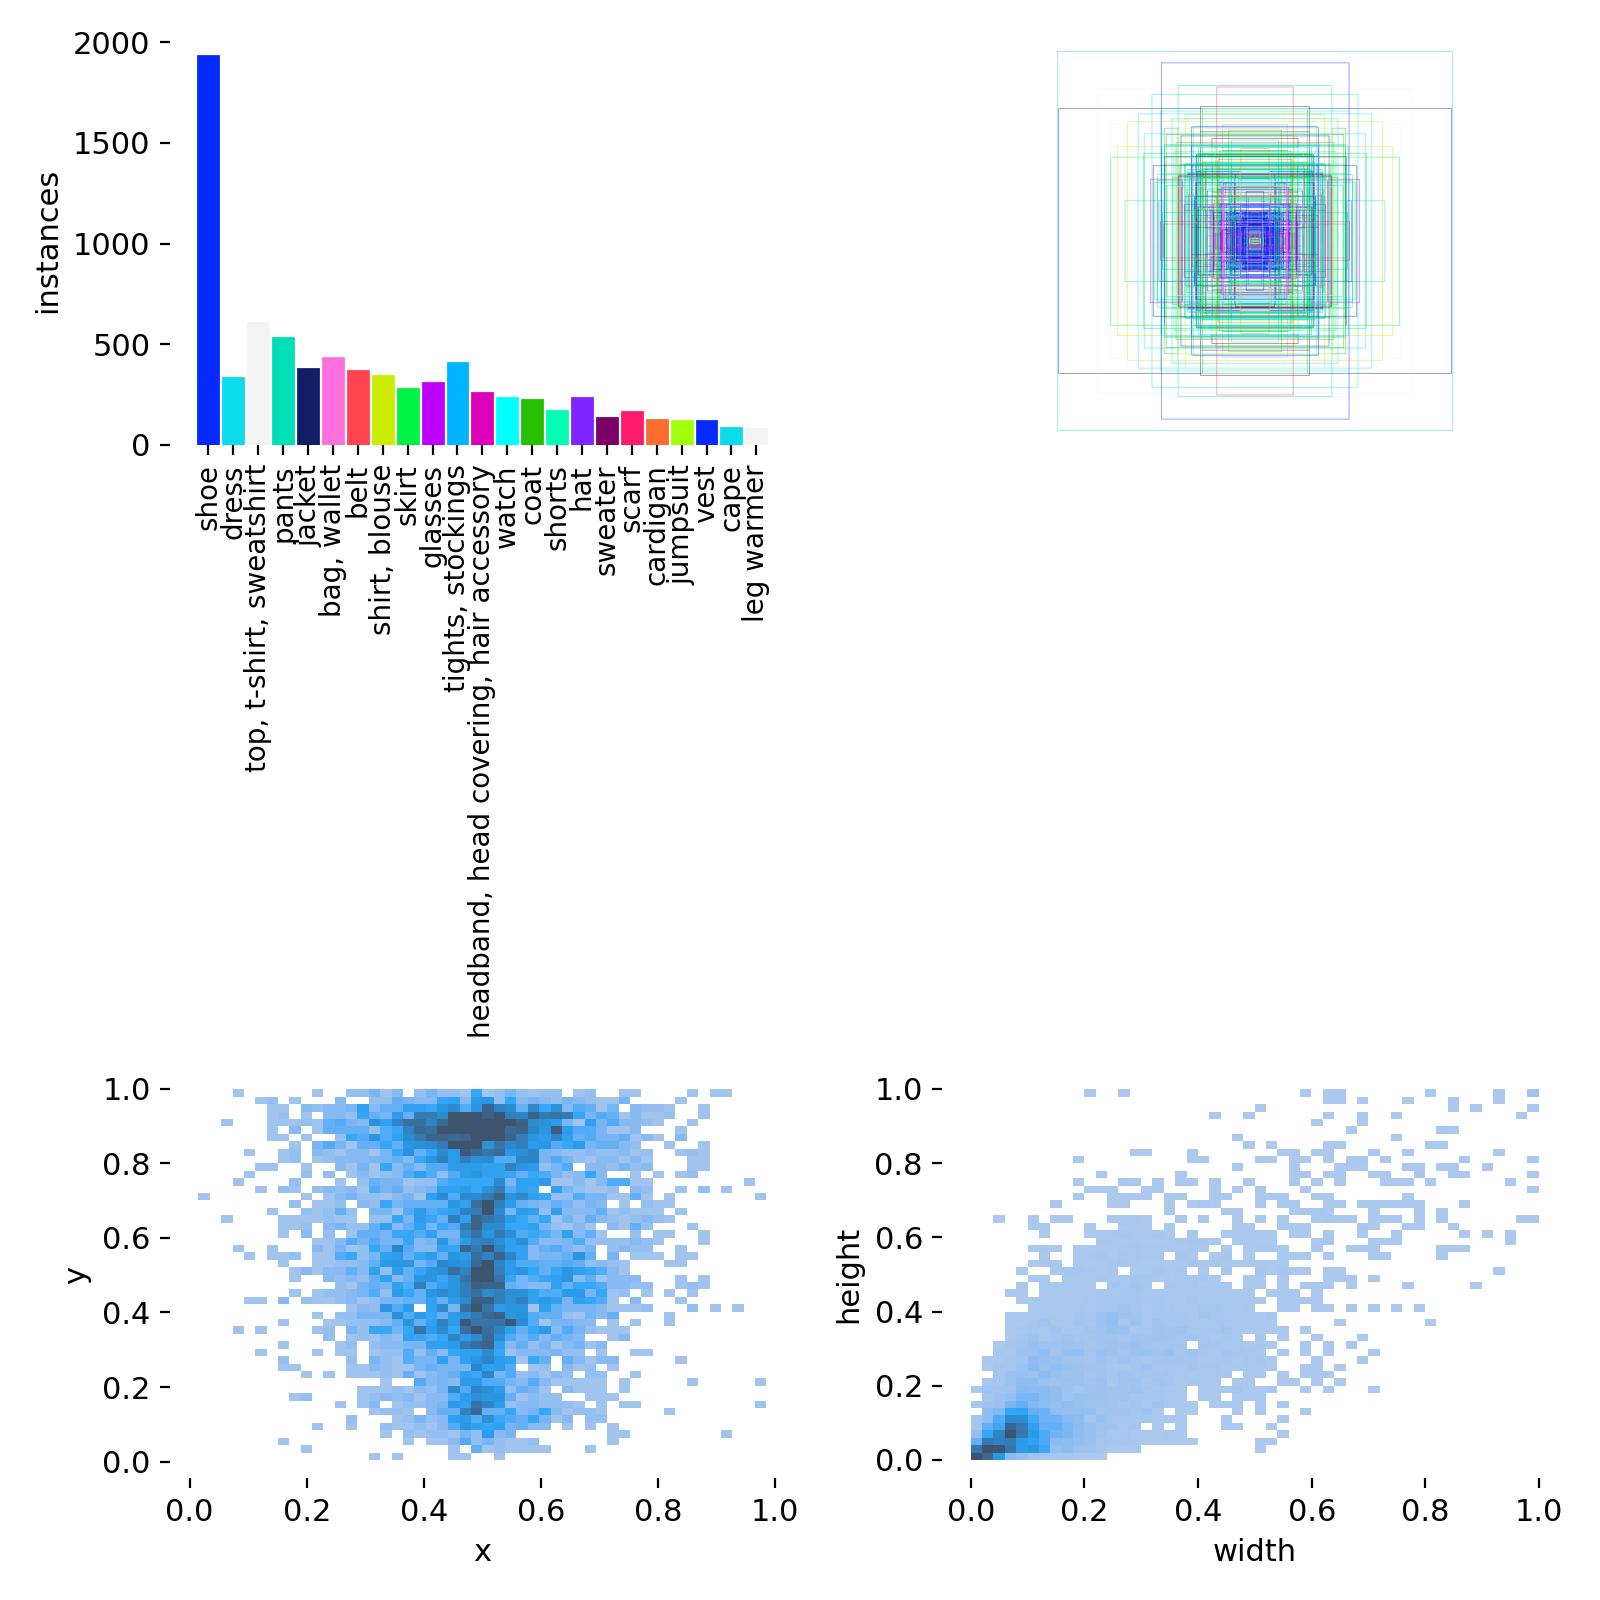 2000
1500
1000
500
0
instances
shoe
dress
top, t-shirt, sweatshirt
pants
jacket
bag, wallet
belt
shirt, blouse
skirt
glasses
tights, stockings
headband, head covering, hair accessory
watch
coat
shorts
hat
sweater
scarf
cardigan
jumpsuit
vest
cape
leg warmer
1.0
0.8
0.6
0.4
0.2
0.0
y
0.0 0.2 0.4 0.6 0.8 1.0
x
1.0
0.8
0.6
0.4
0.2
0.0
height
0.0 0.2 0.4 0.6 0.8 1.0
width